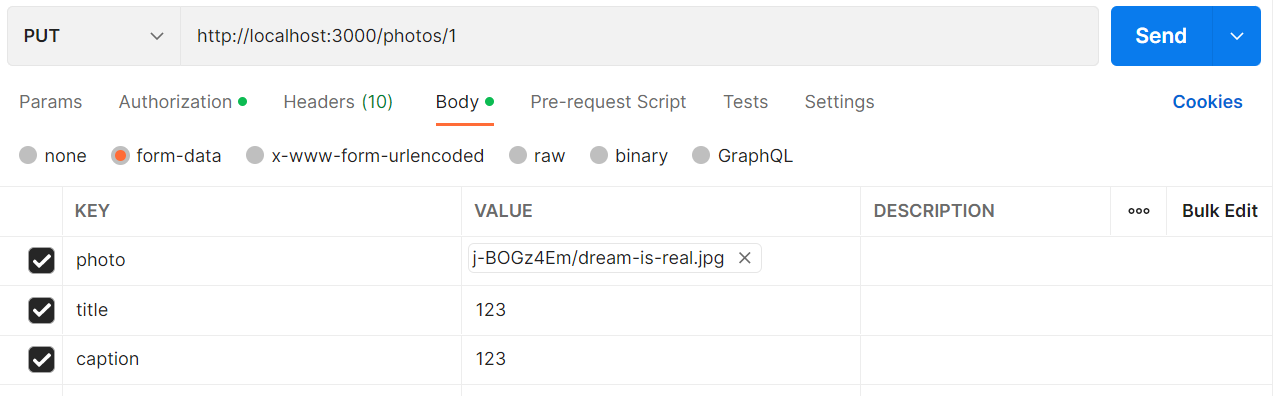 PUT http://localhost:3000/photos/1 Send
Params Authorization Headers (10) Body Pre-request Script Tests Settings Cookies
none form-data x-www-form-urlencoded raw binary GraphQL
KEY VALUE DESCRIPTION ooo Bulk Edit
photo j-BOGz4Em/dream-is-real.jpg
title 123
caption 123